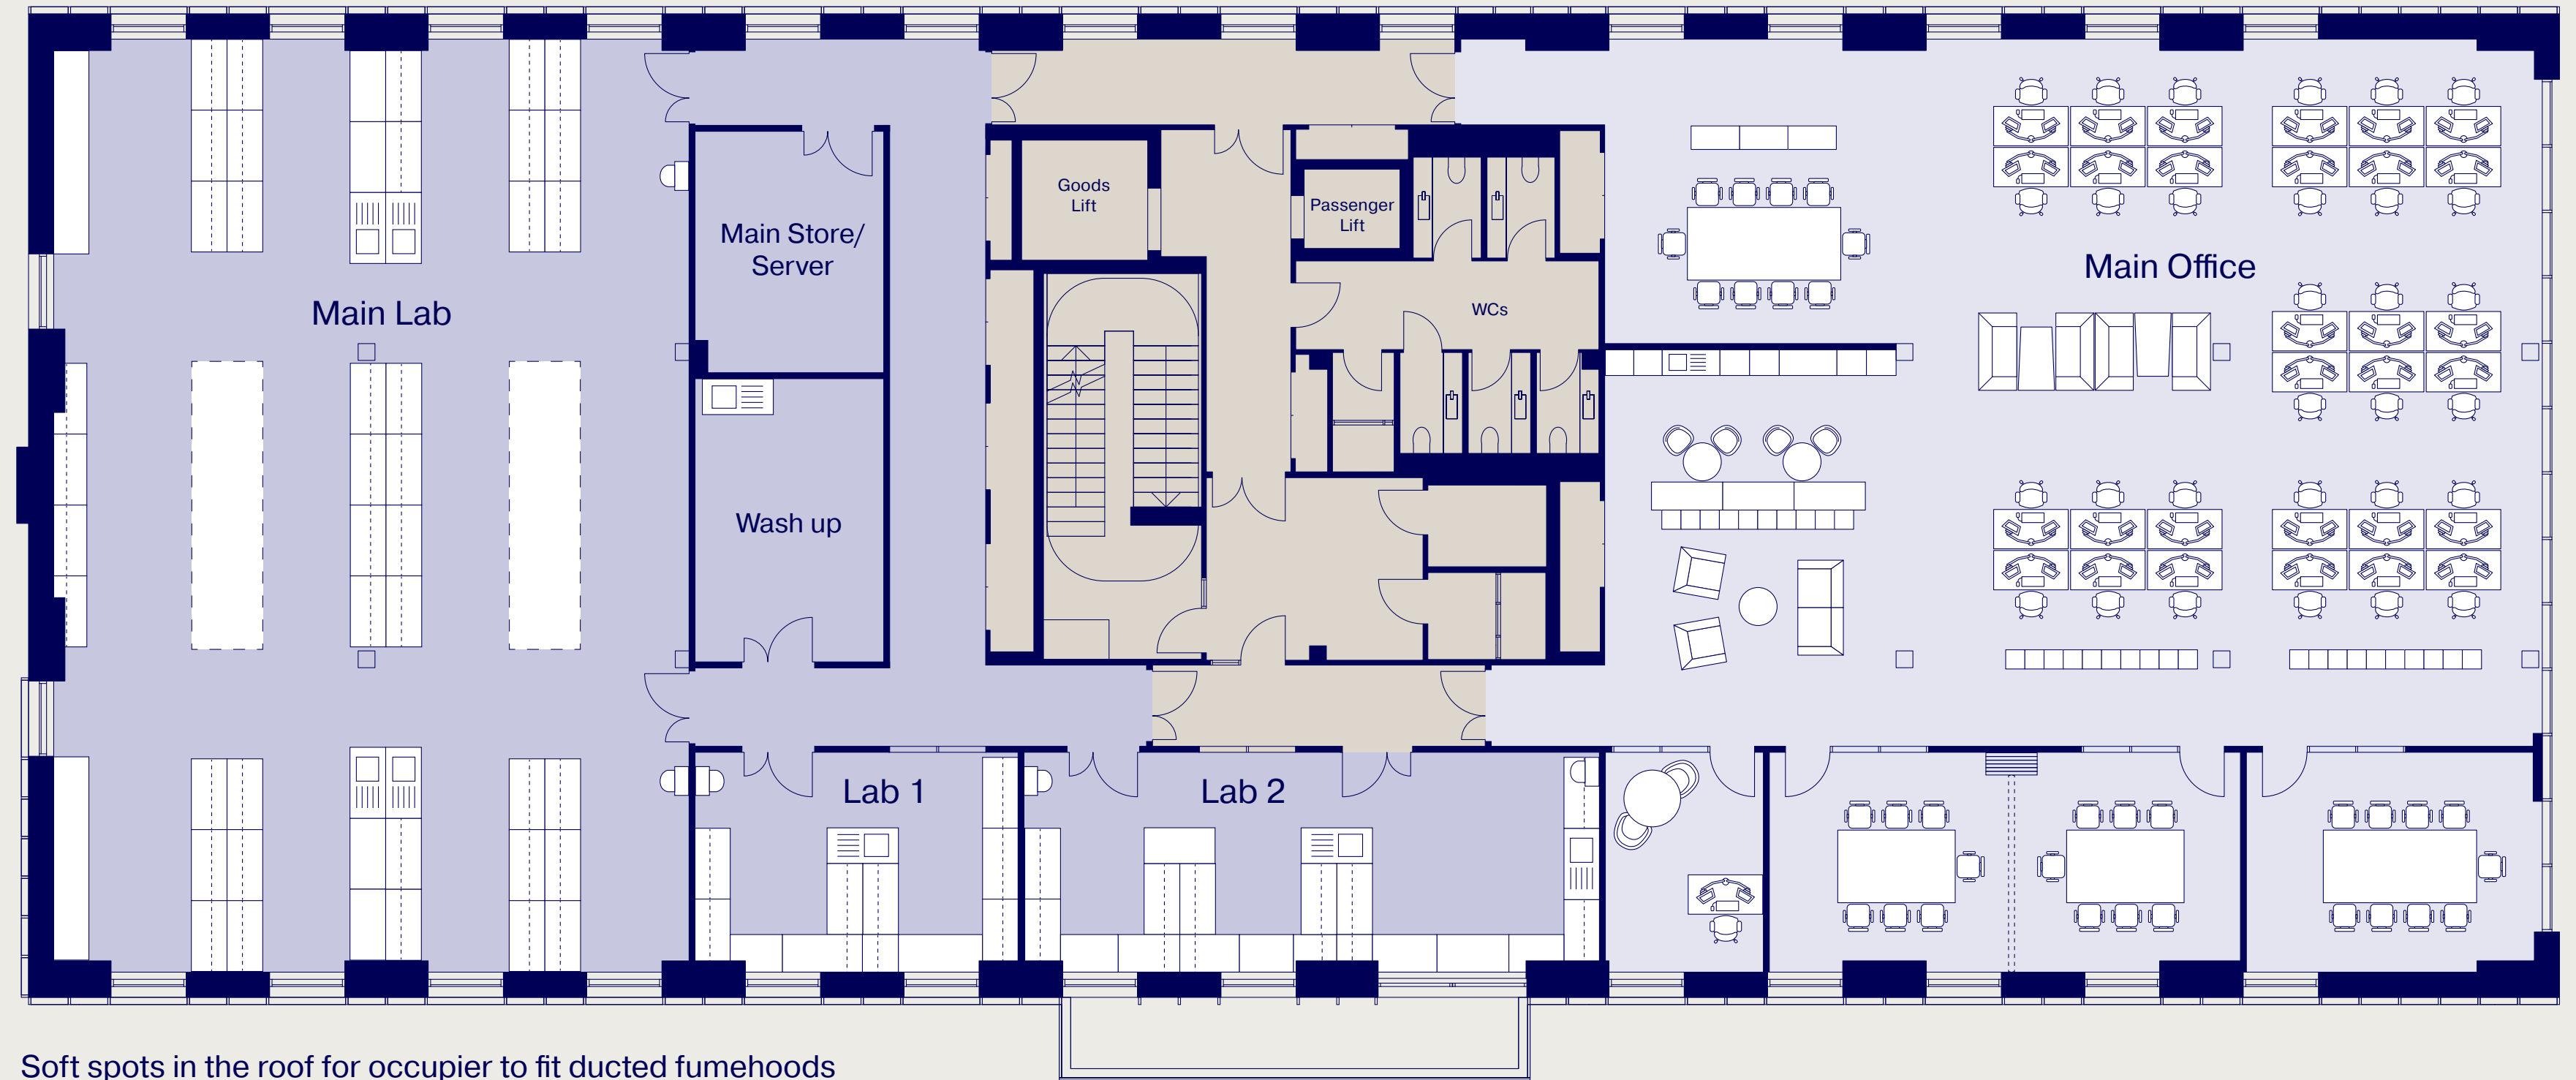 Goods
Lift
Passenger
Lift
Main Store/
Server
Main Office
Main Lab
WCs
Wash up
Lab 1
Lab 2
Soft spots in the roof for occupier to fit ducted fumehoods